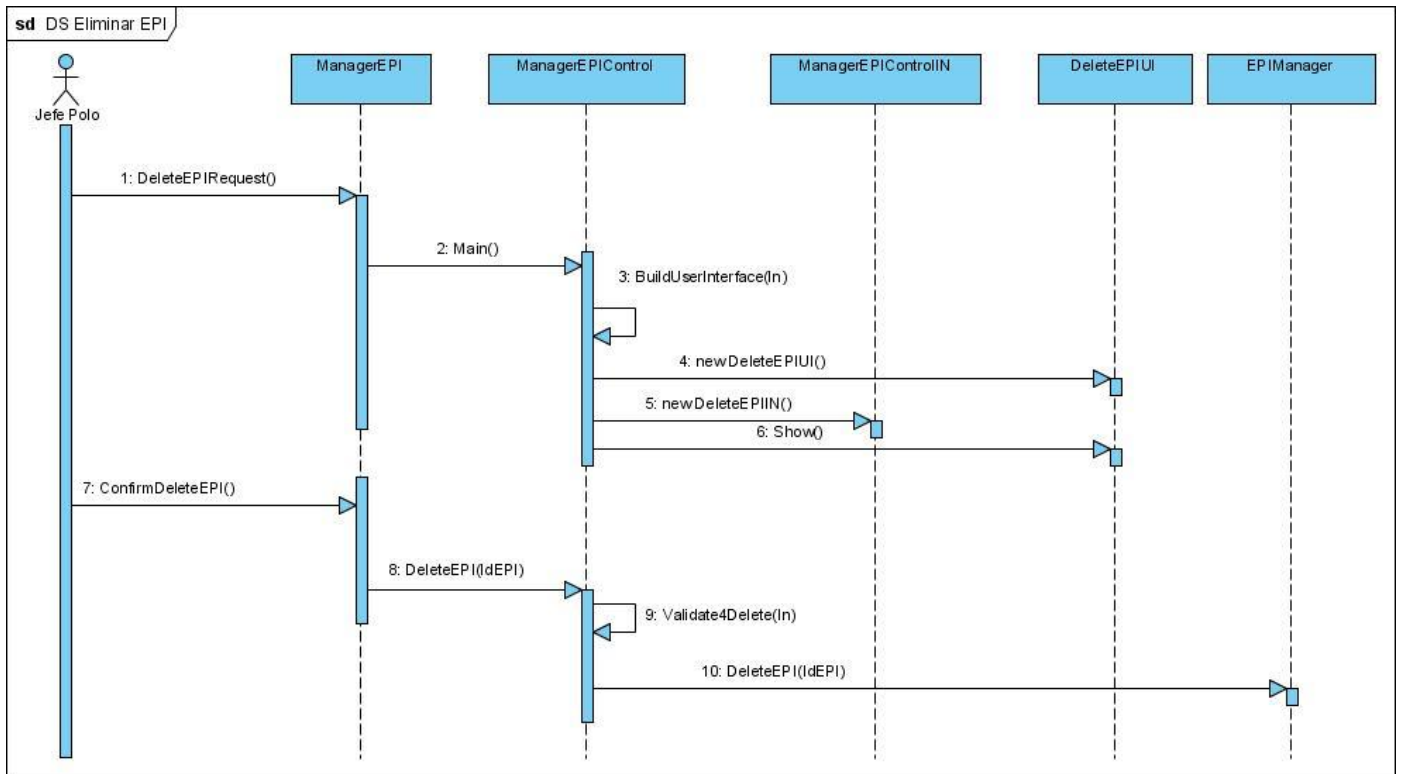 sd DS Eliminar EPI
ManagerEPI
ManagerEPIControl
ManagerEPIControlIN
DeleteEPIUI
EPIManager
Jefe Polo
1: DeleteEPIRequest()
2: Main()
3: BuildUserInterface(In)
4: newDeleteEPIUI()
5: newDeleteEPIIN()
6: Show()
7: ConfirmDeleteEPI()
8: DeleteEPI(IdEPI)
9: Validate4Delete(In)
10: DeleteEPI(IdEPI)